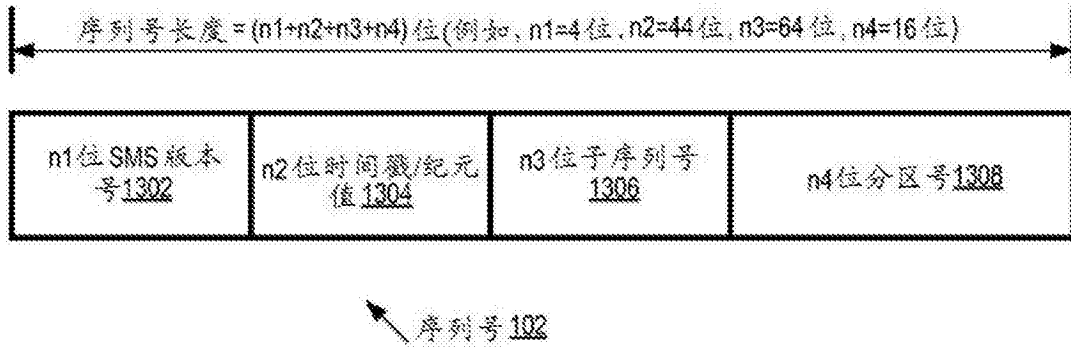 序列号长度=(n1+n2+n3+n4)位(例如, n1=4位, n2=44位, n3=64位, n4=16位)
n1位SMS版本
号1302
n2位时间戳/纪元
值1304
n3位子序列号
1306
n4位分区号1308
序列号102